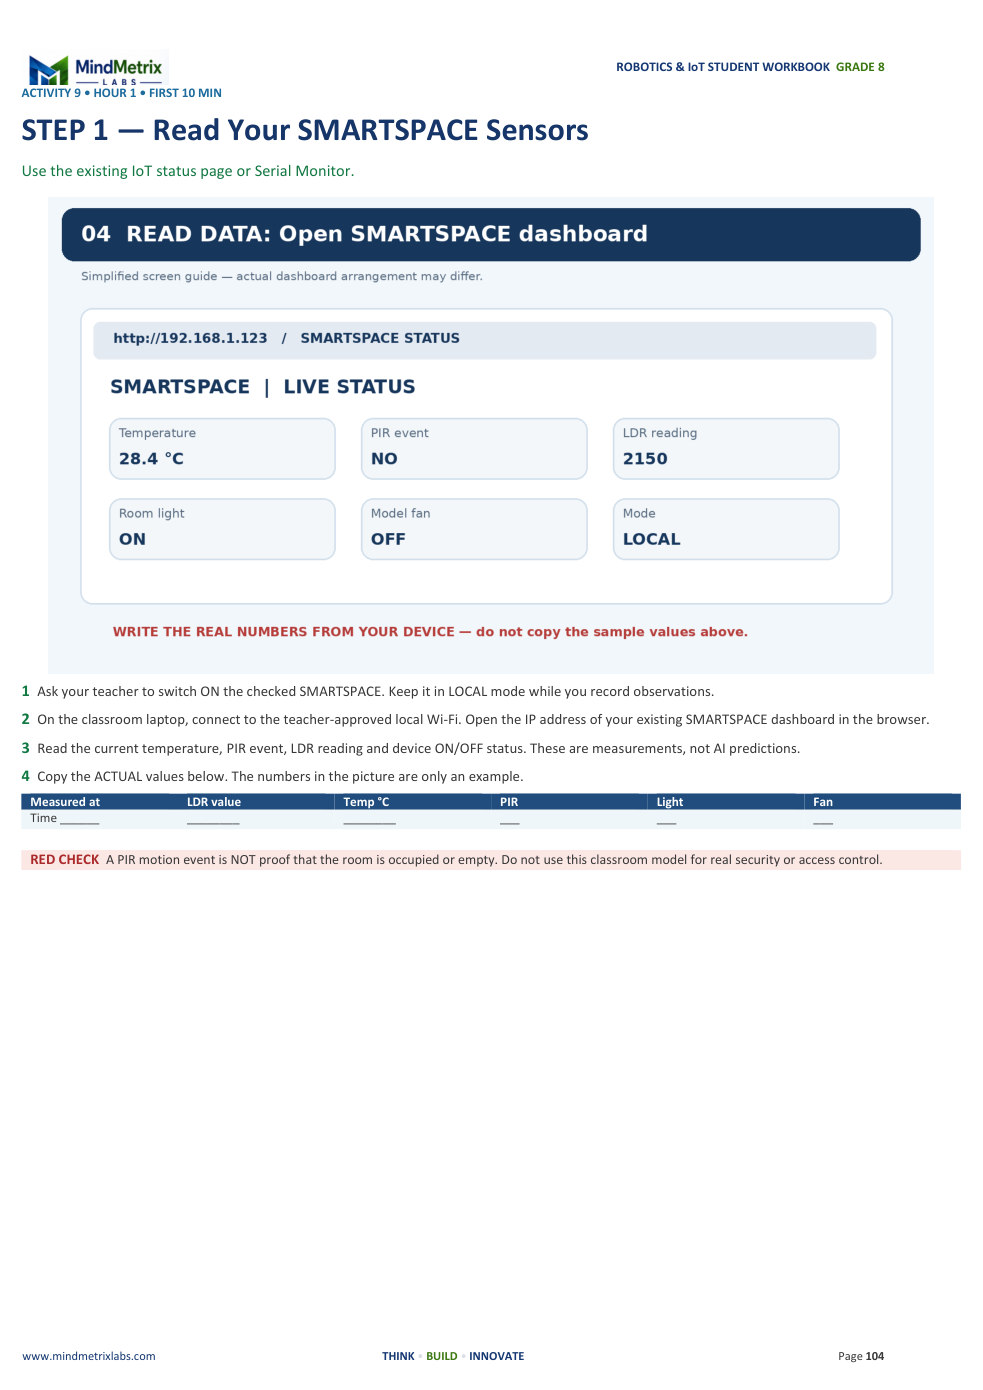 MindMetrix
LABS
ROBOTICS & IoT STUDENT WORKBOOK GRADE 8
ACTIVITY 9 • HOUR 1 • FIRST 10 MIN
STEP 1 — Read Your SMARTSPACE Sensors
Use the existing IoT status page or Serial Monitor.
04 READ DATA: Open SMARTSPACE dashboard
Simplified screen guide — actual dashboard arrangement may differ.
http://192.168.1.123 / SMARTSPACE STATUS
SMARTSPACE | LIVE STATUS
Temperature PIR event LDR reading
28.4 °C NO 2150
Room light Model fan Mode
ON OFF LOCAL
WRITE THE REAL NUMBERS FROM YOUR DEVICE — do not copy the sample values above.
1 Ask your teacher to switch ON the checked SMARTSPACE. Keep it in LOCAL mode while you record observations.
2 On the classroom laptop, connect to the teacher-approved local Wi-Fi. Open the IP address of your existing SMARTSPACE dashboard in the browser.
3 Read the current temperature, PIR event, LDR reading and device ON/OFF status. These are measurements, not AI predictions.
4 Copy the ACTUAL values below. The numbers in the picture are only an example.
Measured at LDR value Temp °C PIR Light Fan
Time ______ ________ ________ ___ ___ ___
RED CHECK A PIR motion event is NOT proof that the room is occupied or empty. Do not use this classroom model for real security or access control.
www.mindmetrixlabs.com THINK • BUILD • INNOVATE Page 104